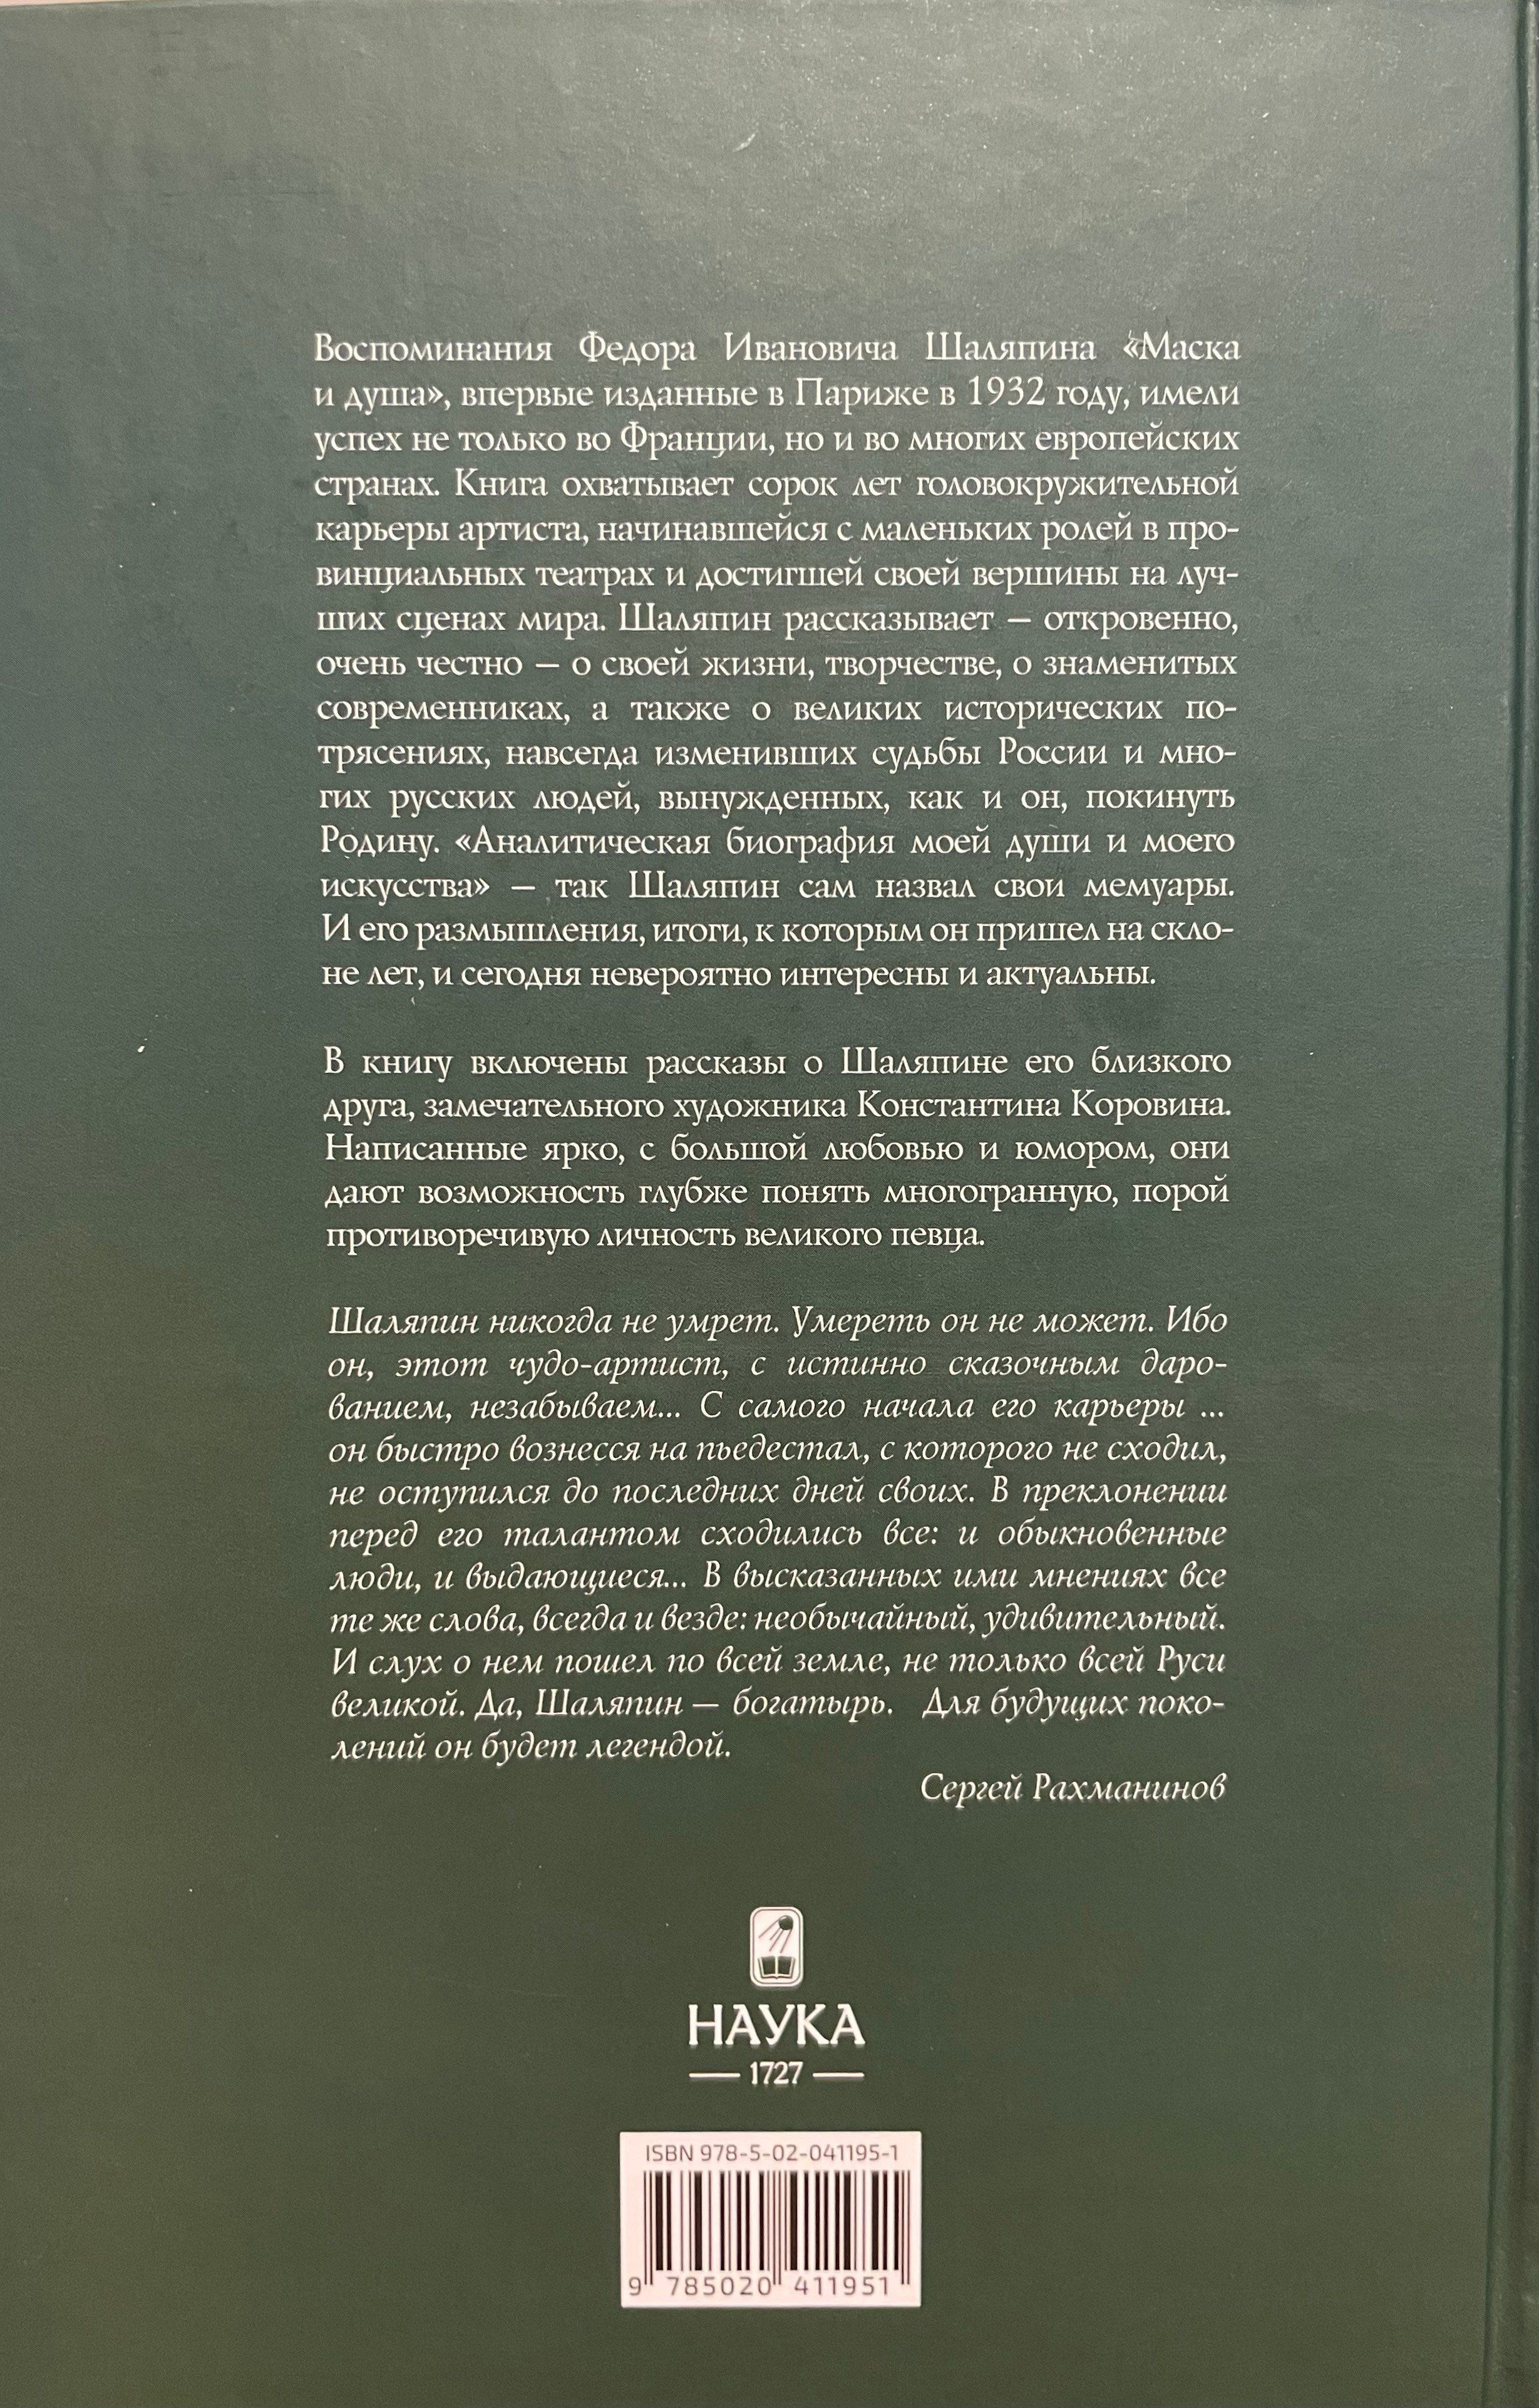 Воспоминания Федора Ивановича Шаляпина «Маска
и душа», впервые изданные в Париже в 1932 году, имели
успех не только во Франции, но и во многих европейских
странах. Книга охватывает сорок лет головокружительной
карьеры артиста, начинавшейся с маленьких ролей в про-
винциальных театрах и достигшей своей вершины на луч-
ших сценах мира. Шаляпин рассказывает — откровенно,
очень честно — о своей жизни, творчестве, о знаменитых
современниках, а также о великих исторических по-
трясениях, навсегда изменивших судьбы России и мно-
гих русских людей, вынужденных, как и он, покинуть
Родину. «Аналитическая биография моей души и моего
искусства» — так Шаляпин сам назвал свои мемуары.
И его размышления, итоги, к которым он пришел на скло-
не лет, и сегодня невероятно интересны и актуальны.
В книгу включены рассказы о Шаляпине его близкого
друга, замечательного художника Константина Коровина.
Написанные ярко, с большой любовью и юмором, они
дают возможность глубже понять многогранную, порой
противоречивую личность великого певца.
Шаляпин никогда не умрет. Умереть он не может. Ибо
он, этот чудо-артист, с истинно сказочным даро-
ванием, незабываем... С самого начала его карьеры ...
он быстро вознесся на пьедестал, с которого не сходил,
не оступился до последних дней своих. В преклонении
перед его талантом сходились все: и обыкновенные
люди, и выдающиеся... В высказанных ими мнениях все
те же слова, всегда и везде: необычайный, удивительный.
И слух о нем пошел по всей земле, не только всей Руси
великой. Да, Шаляпин — богатырь. Для будущих поко-
лений он будет легендой.
Сергей Рахманинов
НАУКА
— 1727 —
ISBN 978-5-02-041195-1
9 785020 411951